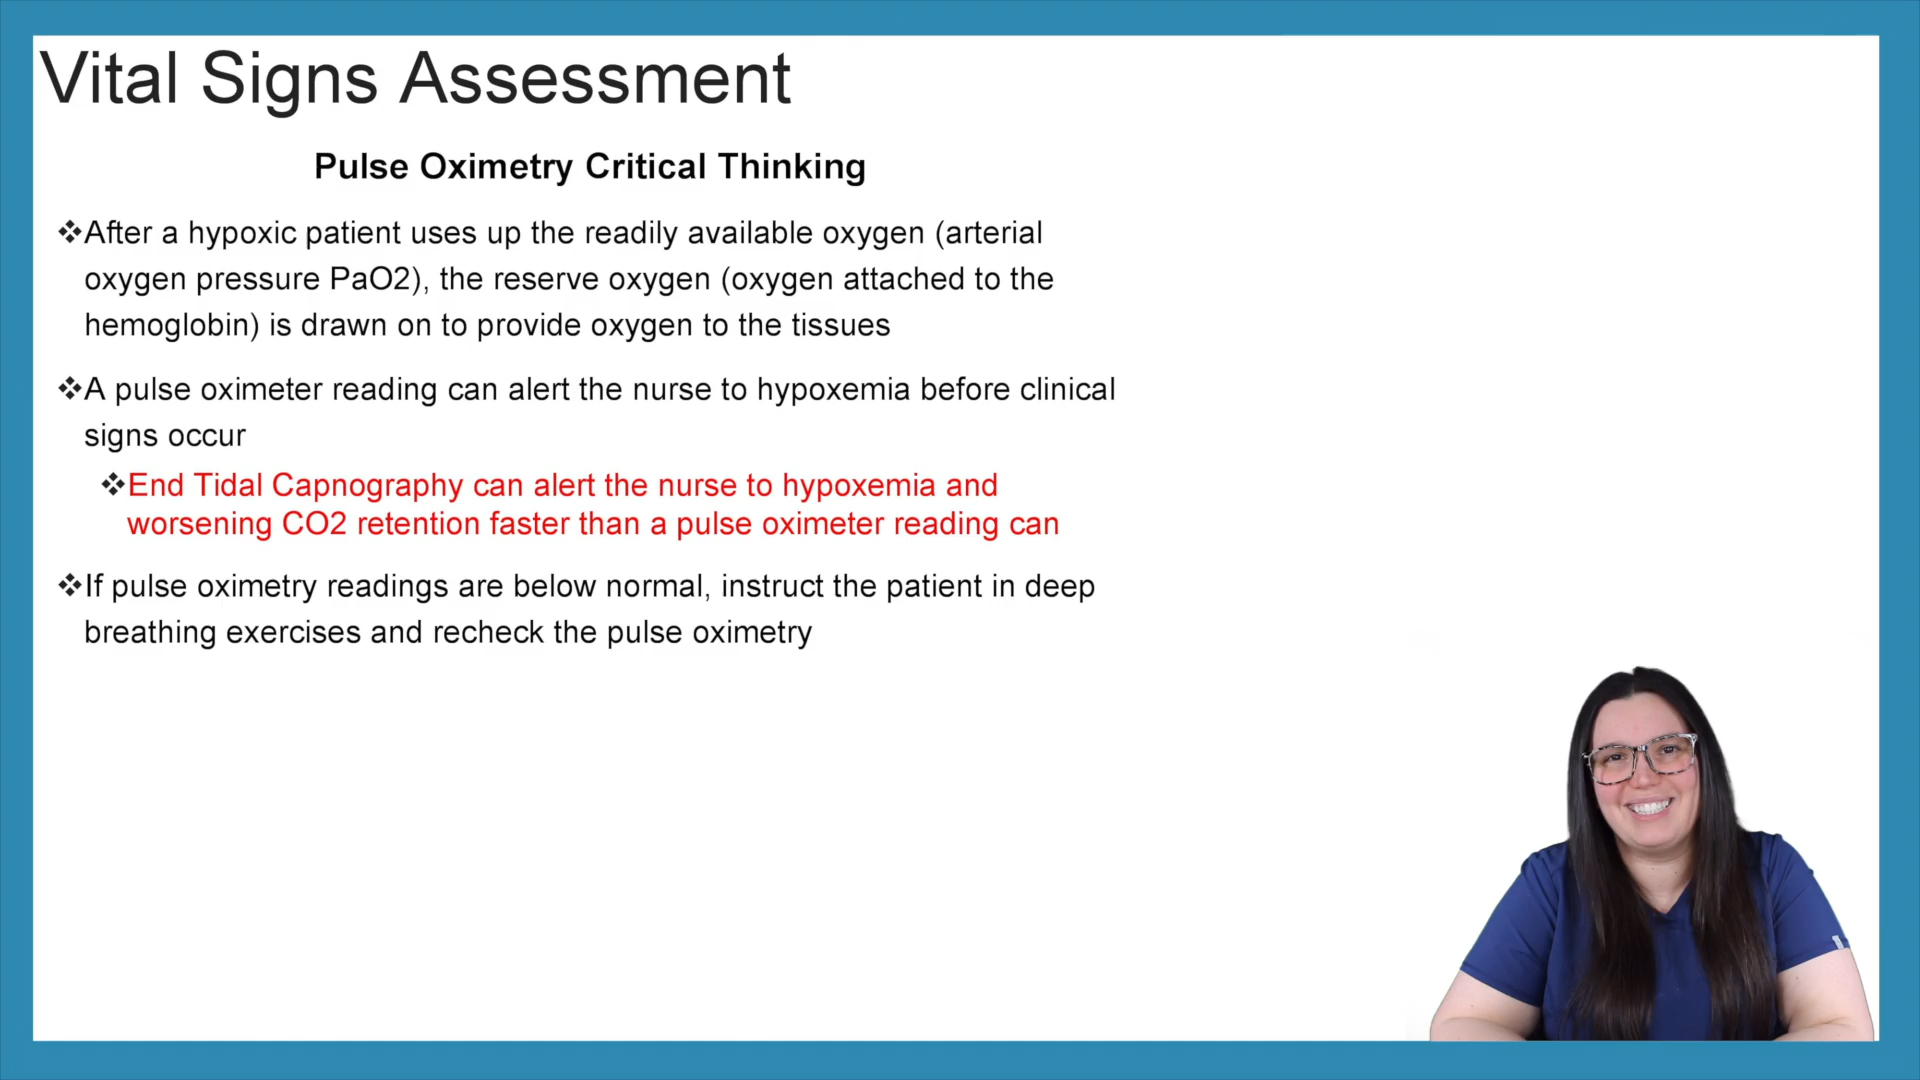 Vital Signs Assessment
Pulse Oximetry Critical Thinking
❖After a hypoxic patient uses up the readily available oxygen (arterial
oxygen pressure PaO2), the reserve oxygen (oxygen attached to the
hemoglobin) is drawn on to provide oxygen to the tissues
❖A pulse oximeter reading can alert the nurse to hypoxemia before clinical
signs occur
❖End Tidal Capnography can alert the nurse to hypoxemia and
worsening CO2 retention faster than a pulse oximeter reading can
❖If pulse oximetry readings are below normal, instruct the patient in deep
breathing exercises and recheck the pulse oximetry